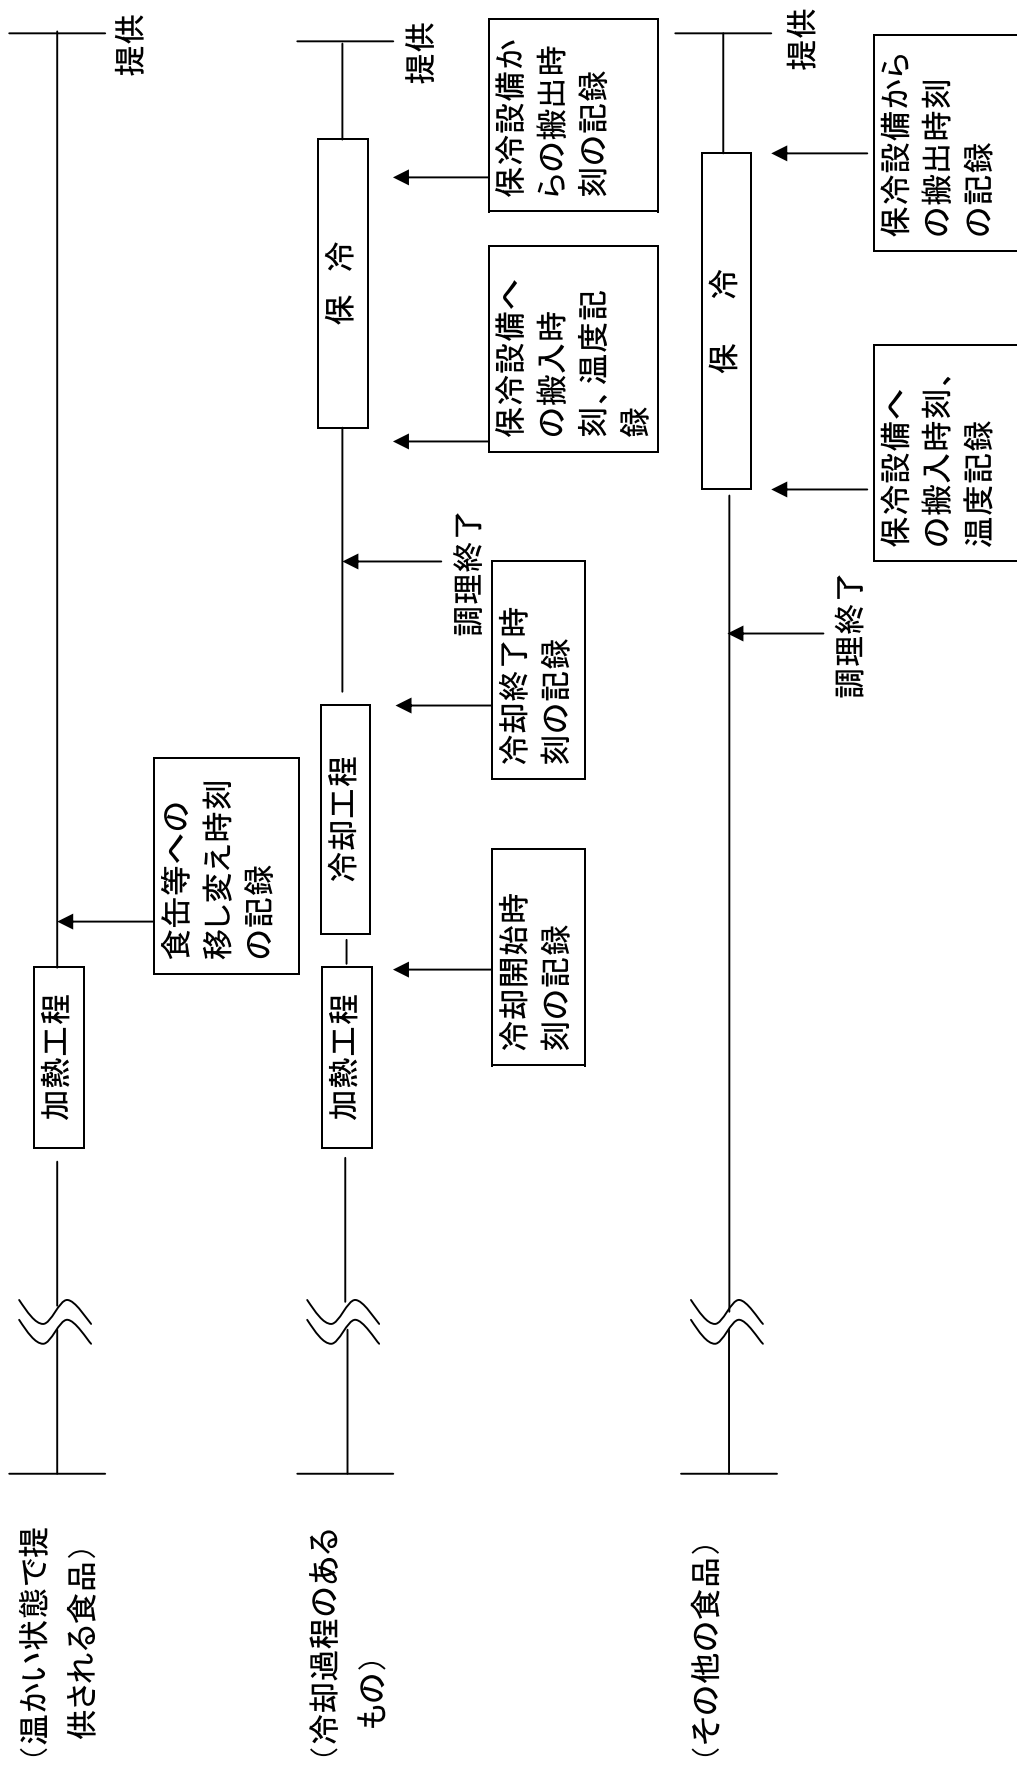 （温かい状態で提
供される食品）
加熱工程
食缶等への
移し変え時刻
の記録
提供
（冷却過程のある
もの）
加熱工程
冷却工程
保　冷
提供
冷却開始時
刻の記録
冷却終了時
刻の記録
調理終了
保冷設備へ
の搬入時
刻、温度記
録
保冷設備か
らの搬出時
刻の記録
（その他の食品）
保　冷
提供
調理終了
保冷設備へ
の搬入時刻、
温度記録
保冷設備から
の搬出時刻
の記録